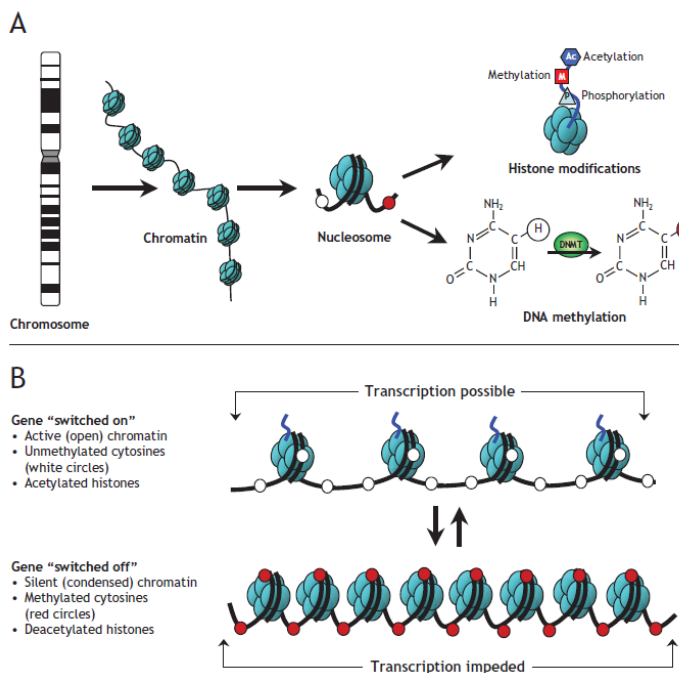 A
Ac
Acetylation
Methylation
M
P
Phosphorylation
Histone modifications
Chromatin
Nucleosome
Chromosome
NH₂
H
N
C
C
DNMT
C
CH
O
N
H
NH₂
N
C
C
C
CH
O
N
H
DNA methylation
B
Transcription possible
Gene “switched on”
• Active (open) chromatin
• Unmethylated cytosines
(white circles)
• Acetylated histones
Gene “switched off”
• Silent (condensed) chromatin
• Methylated cytosines
(red circles)
• Deacetylated histones
Transcription impeded